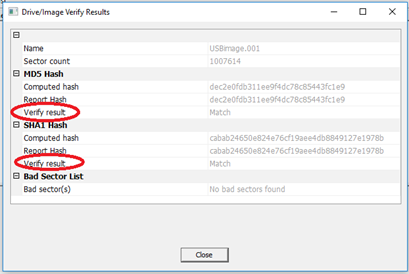 Drive/Image Verify Results
Name USBimage.001
Sector count 1007614
MD5 Hash
Computed hash dec2e0fdb311ee9f4dc78c85443fc1e9
Report Hash dec2e0fdb311ee9f4dc78c85443fc1e9
Verify result Match
SHA1 Hash
Computed hash cabab24650e824e76cf19aee4db8849127e1978b
Report Hash cabab24650e824e76cf19aee4db8849127e1978b
Verify result Match
Bad Sector List
Bad sector(s) No bad sectors found
Close